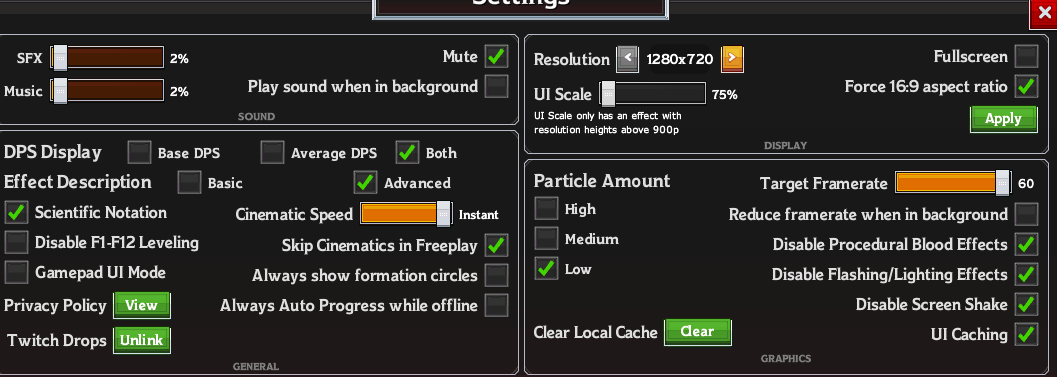 Settings
SFX 2%
Music 2%
Mute
Play sound when in background
SOUND
Resolution 1280x720
UI Scale 75%
UI Scale only has an effect with
resolution heights above 900p
Fullscreen
Force 16:9 aspect ratio
Apply
DISPLAY
DPS Display Base DPS Average DPS Both
Effect Description Basic Advanced
Scientific Notation
Disable F1-F12 Leveling
Gamepad UI Mode
Privacy Policy View
Twitch Drops Unlink
Cinematic Speed Instant
Skip Cinematics in Freeplay
Always show formation circles
Always Auto Progress while offline
GENERAL
Particle Amount
High
Medium
Low
Clear Local Cache Clear
Target Framerate 60
Reduce framerate when in background
Disable Procedural Blood Effects
Disable Flashing/Lighting Effects
Disable Screen Shake
UI Caching
GRAPHICS